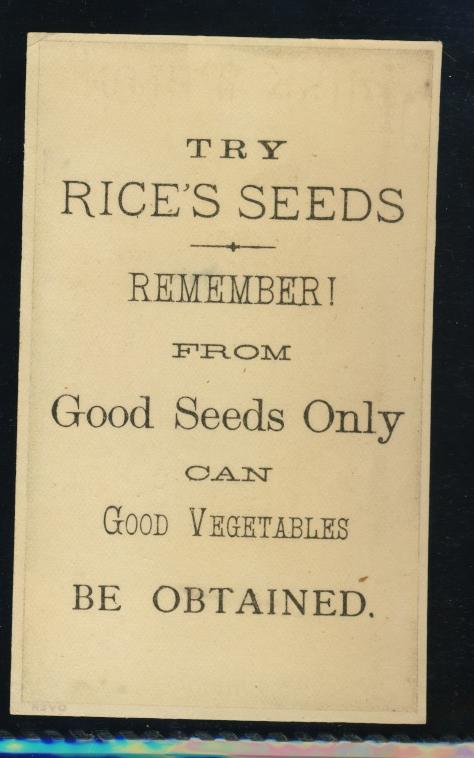 TRY
RICE'S SEEDS
REMEMBER!
FROM
Good Seeds Only
CAN
GOOD VEGETABLES
BE OBTAINED.